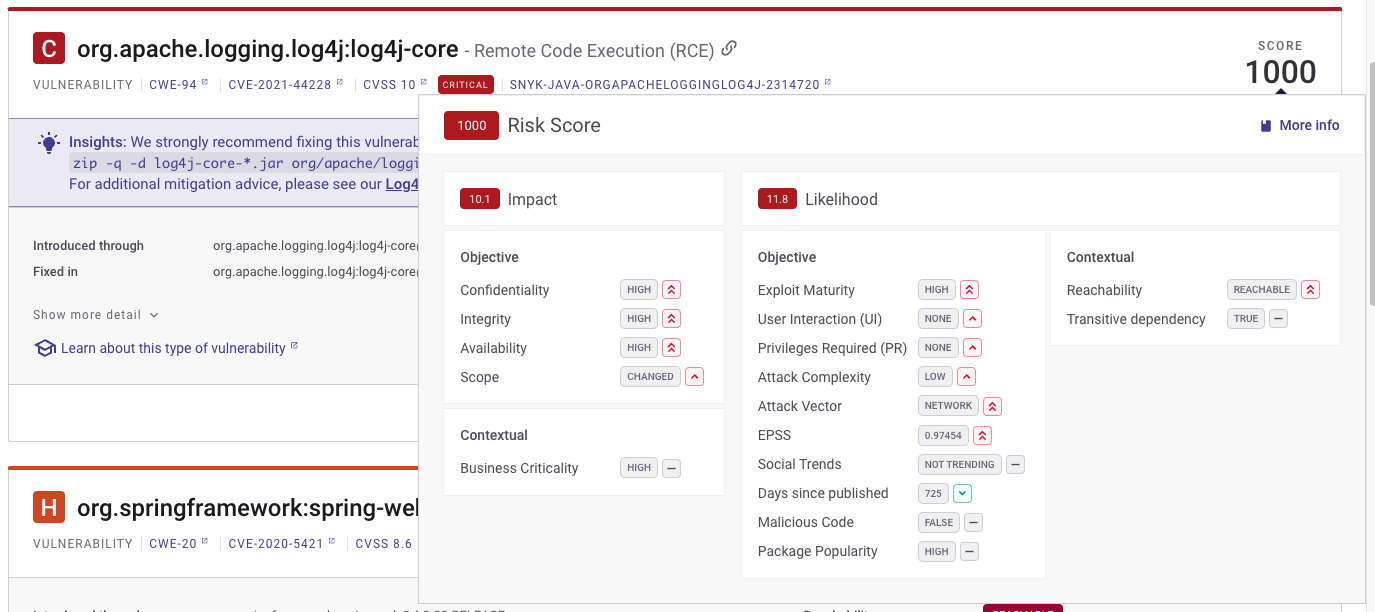 C org.apache.logging.log4j:log4j-core - Remote Code Execution (RCE)
SCORE
1000
VULNERABILITY CWE-94 CVE-2021-44228 CVSS 10 CRITICAL SNYK-JAVA-ORGAPACHELOGGINGLOG4J-2314720
Insights: We strongly recommend fixing this vulnerab
zip -q -d log4j-core-*.jar org/apache/loggi
For additional mitigation advice, please see our Log4
Introduced through org.apache.logging.log4j:log4j-core
Fixed in org.apache.logging.log4j:log4j-core
Show more detail
Learn about this type of vulnerability
H org.springframework:spring-we
VULNERABILITY CWE-20 CVE-2020-5421 CVSS 8.6
1000 Risk Score
More info
10.1 Impact
Objective
Confidentiality HIGH
Integrity HIGH
Availability HIGH
Scope CHANGED
Contextual
Business Criticality HIGH
11.8 Likelihood
Objective
Exploit Maturity HIGH
User Interaction (UI) NONE
Privileges Required (PR) NONE
Attack Complexity LOW
Attack Vector NETWORK
EPSS 0.97454
Social Trends NOT TRENDING
Days since published 725
Malicious Code FALSE
Package Popularity HIGH
Contextual
Reachability REACHABLE
Transitive dependency TRUE